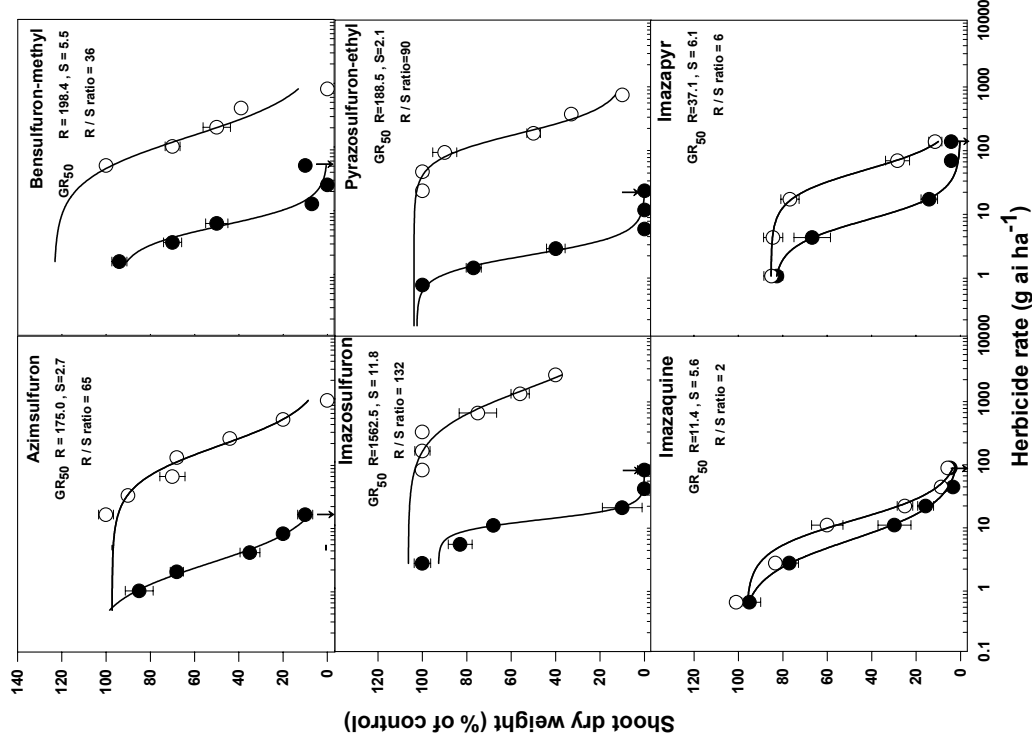 Azimsulfuron
GR50 R = 175.0 , S=2.7
R / S ratio = 65
Bensulfuron-methyl
GR50 R = 198.4 , S = 5.5
R / S ratio = 36
140
120
100
80
60
40
20
0
Imazosulfuron
GR50 R=1562.5, S = 11.8
R / S ratio = 132
Pyrazosulfuron-ethyl
GR50 R=188.5 , S=2.1
R / S ratio=90
120
100
80
60
40
20
0
Imazaquine
GR50 R=11.4 , S = 5.6
R / S ratio = 2
Imazapyr
GR50 R=37.1 , S = 6.1
R / S ratio = 6
120
100
80
60
40
20
0
0.1 1 10 100 1000 10000
1 10 100 1000 10000
Shoot dry weight (% of control)
Herbicide rate (g ai ha-1)